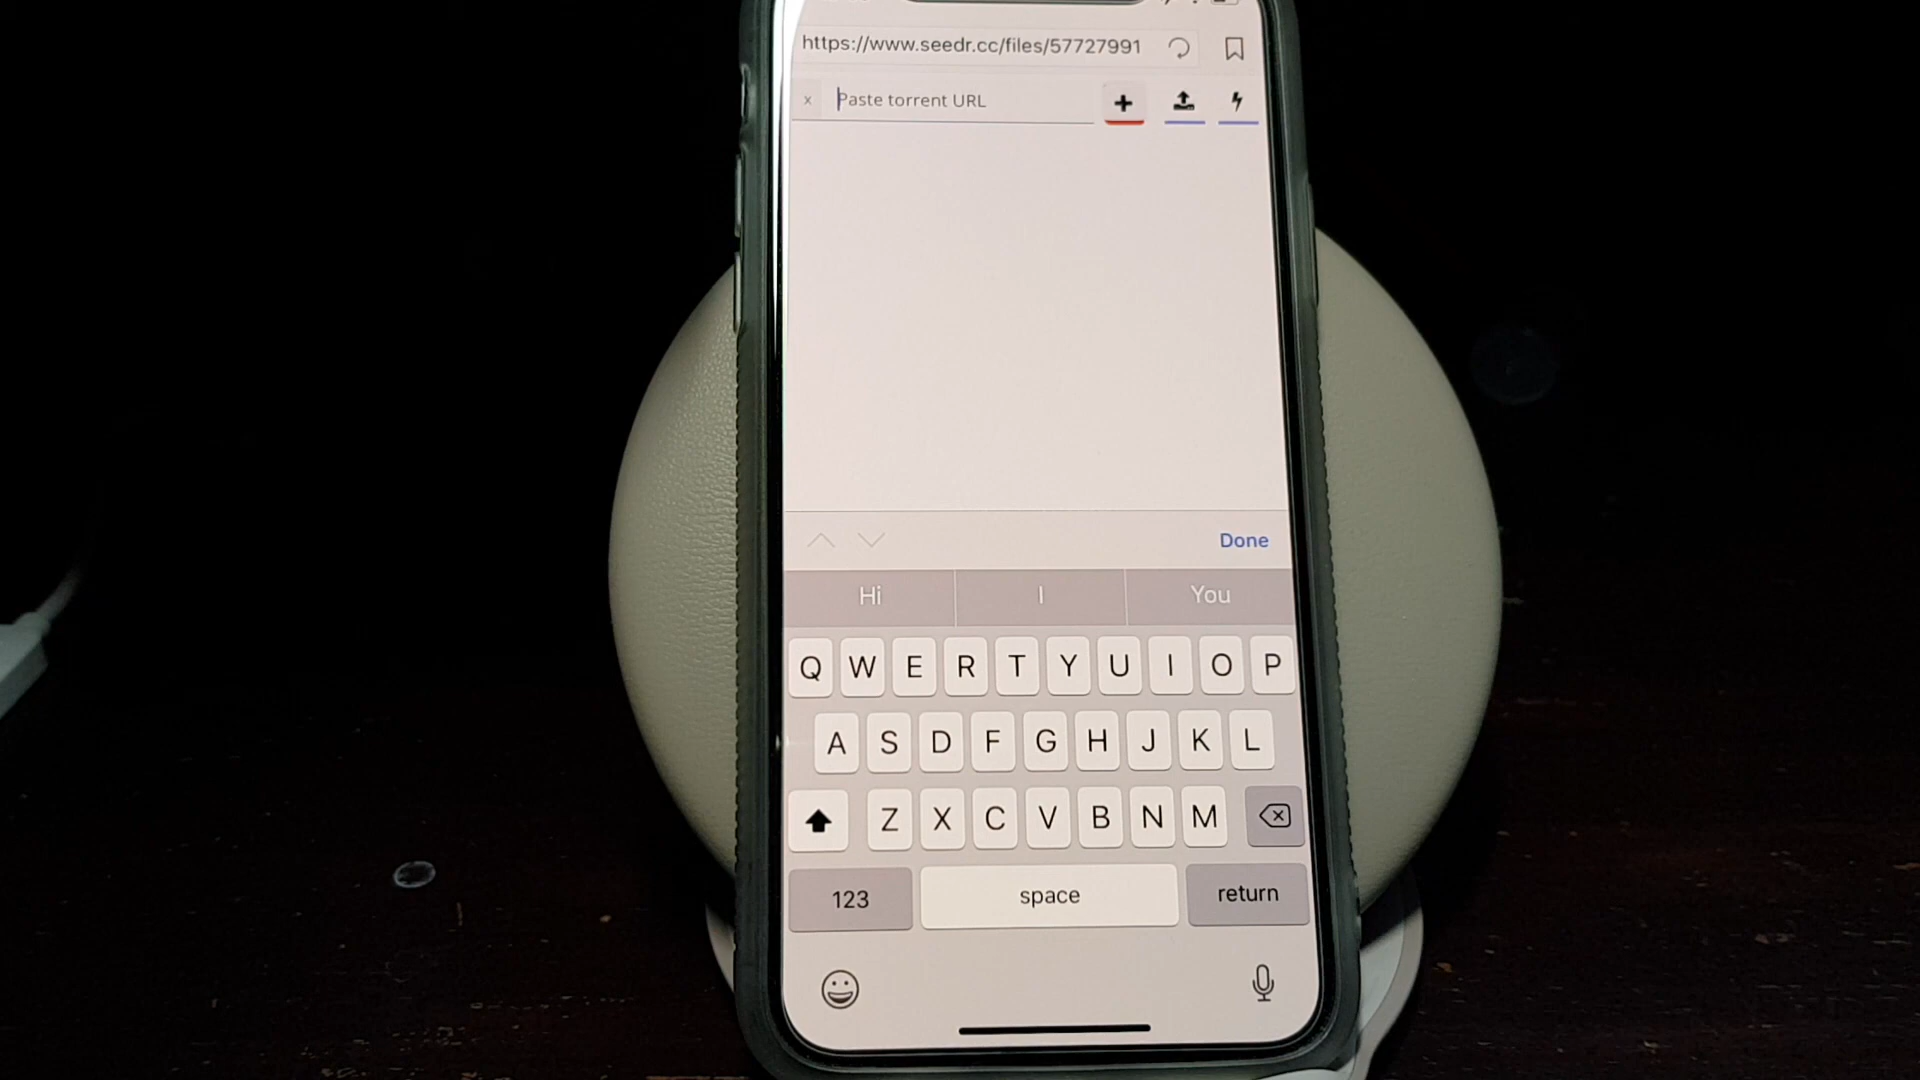 https://www.seedr.cc/files/57727991
x Paste torrent URL
Done
Hi I You
Q W E R T Y U I O P
A S D F G H J K L
Z X C V B N M
123 space return